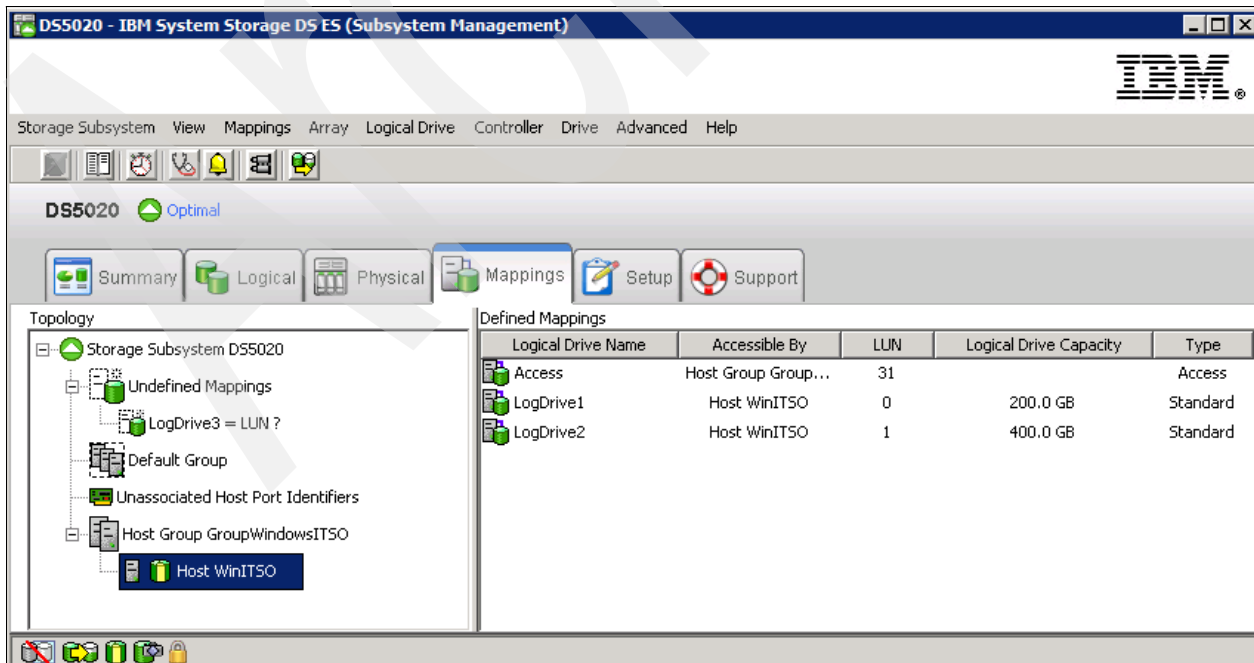 DS5020 - IBM System Storage DS ES (Subsystem Management)
IBM®
Storage Subsystem View Mappings Array Logical Drive Controller Drive Advanced Help
DS5020 Optimal
Summary Logical Physical Mappings Setup Support
Topology
Storage Subsystem DS5020
Undefined Mappings
LogDrive3 = LUN ?
Default Group
Unassociated Host Port Identifiers
Host Group GroupWindowsITSO
Host WinITSO
Defined Mappings
Logical Drive Name Accessible By LUN Logical Drive Capacity Type
Access Host Group Group... 31 Access
LogDrive1 Host WinITSO 0 200.0 GB Standard
LogDrive2 Host WinITSO 1 400.0 GB Standard